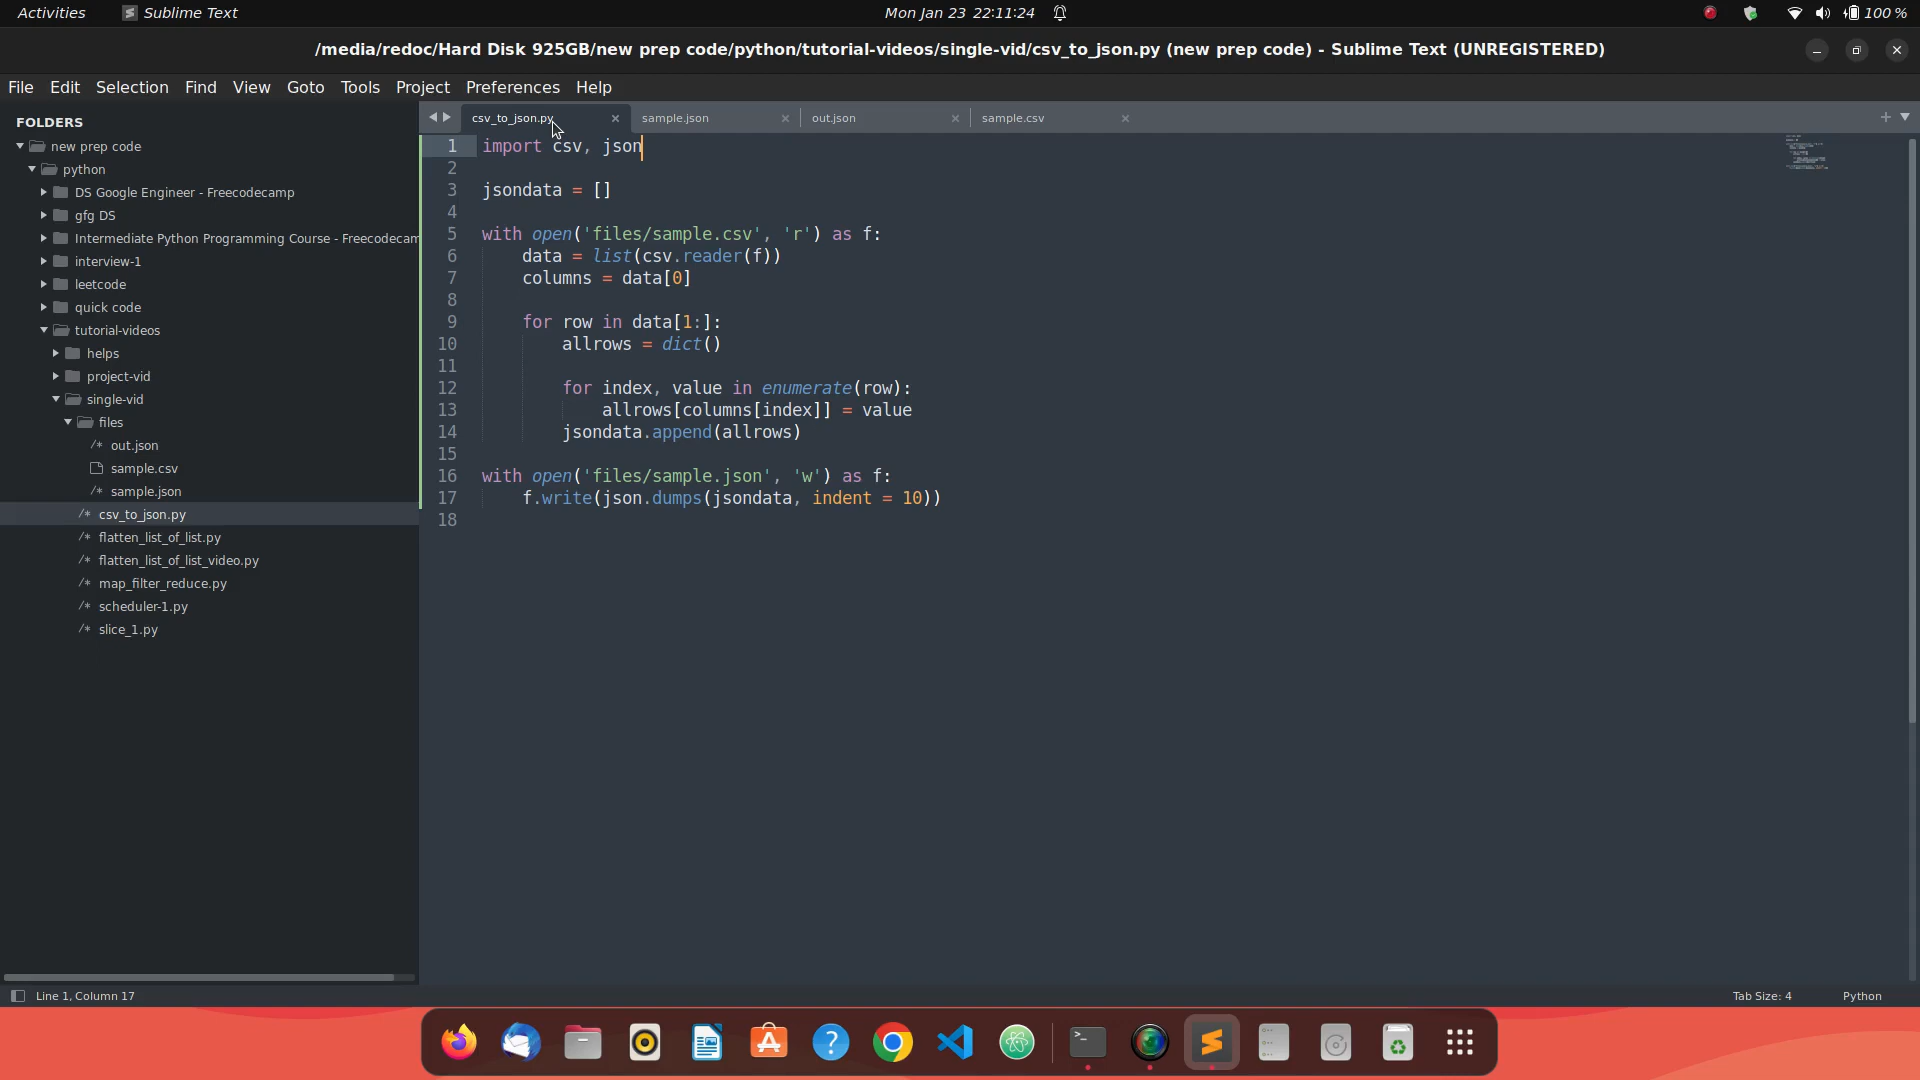 Activities Sublime Text Mon Jan 23 22:11:24 100 %
/media/redoc/Hard Disk 925GB/new prep code/python/tutorial-videos/single-vid/csv_to_json.py (new prep code) - Sublime Text (UNREGISTERED)
File Edit Selection Find View Goto Tools Project Preferences Help
FOLDERS
new prep code
python
DS Google Engineer - Freecodecamp
gfg DS
Intermediate Python Programming Course - Freecodecam
interview-1
leetcode
quick code
tutorial-videos
helps
project-vid
single-vid
files
/* out.json
sample.csv
/* sample.json
/* csv_to_json.py
/* flatten_list_of_list.py
/* flatten_list_of_list_video.py
/* map_filter_reduce.py
/* scheduler-1.py
/* slice_1.py
csv_to_json.py sample.json out.json sample.csv
1 import csv, json
2
3 jsondata = []
4
5 with open('files/sample.csv', 'r') as f:
6 data = list(csv.reader(f))
7 columns = data[0]
8
9 for row in data[1:]:
10 allrows = dict()
11
12 for index, value in enumerate(row):
13 allrows[columns[index]] = value
14 jsondata.append(allrows)
15
16 with open('files/sample.json', 'w') as f:
17 f.write(json.dumps(jsondata, indent = 10))
18
Line 1, Column 17 Tab Size: 4 Python